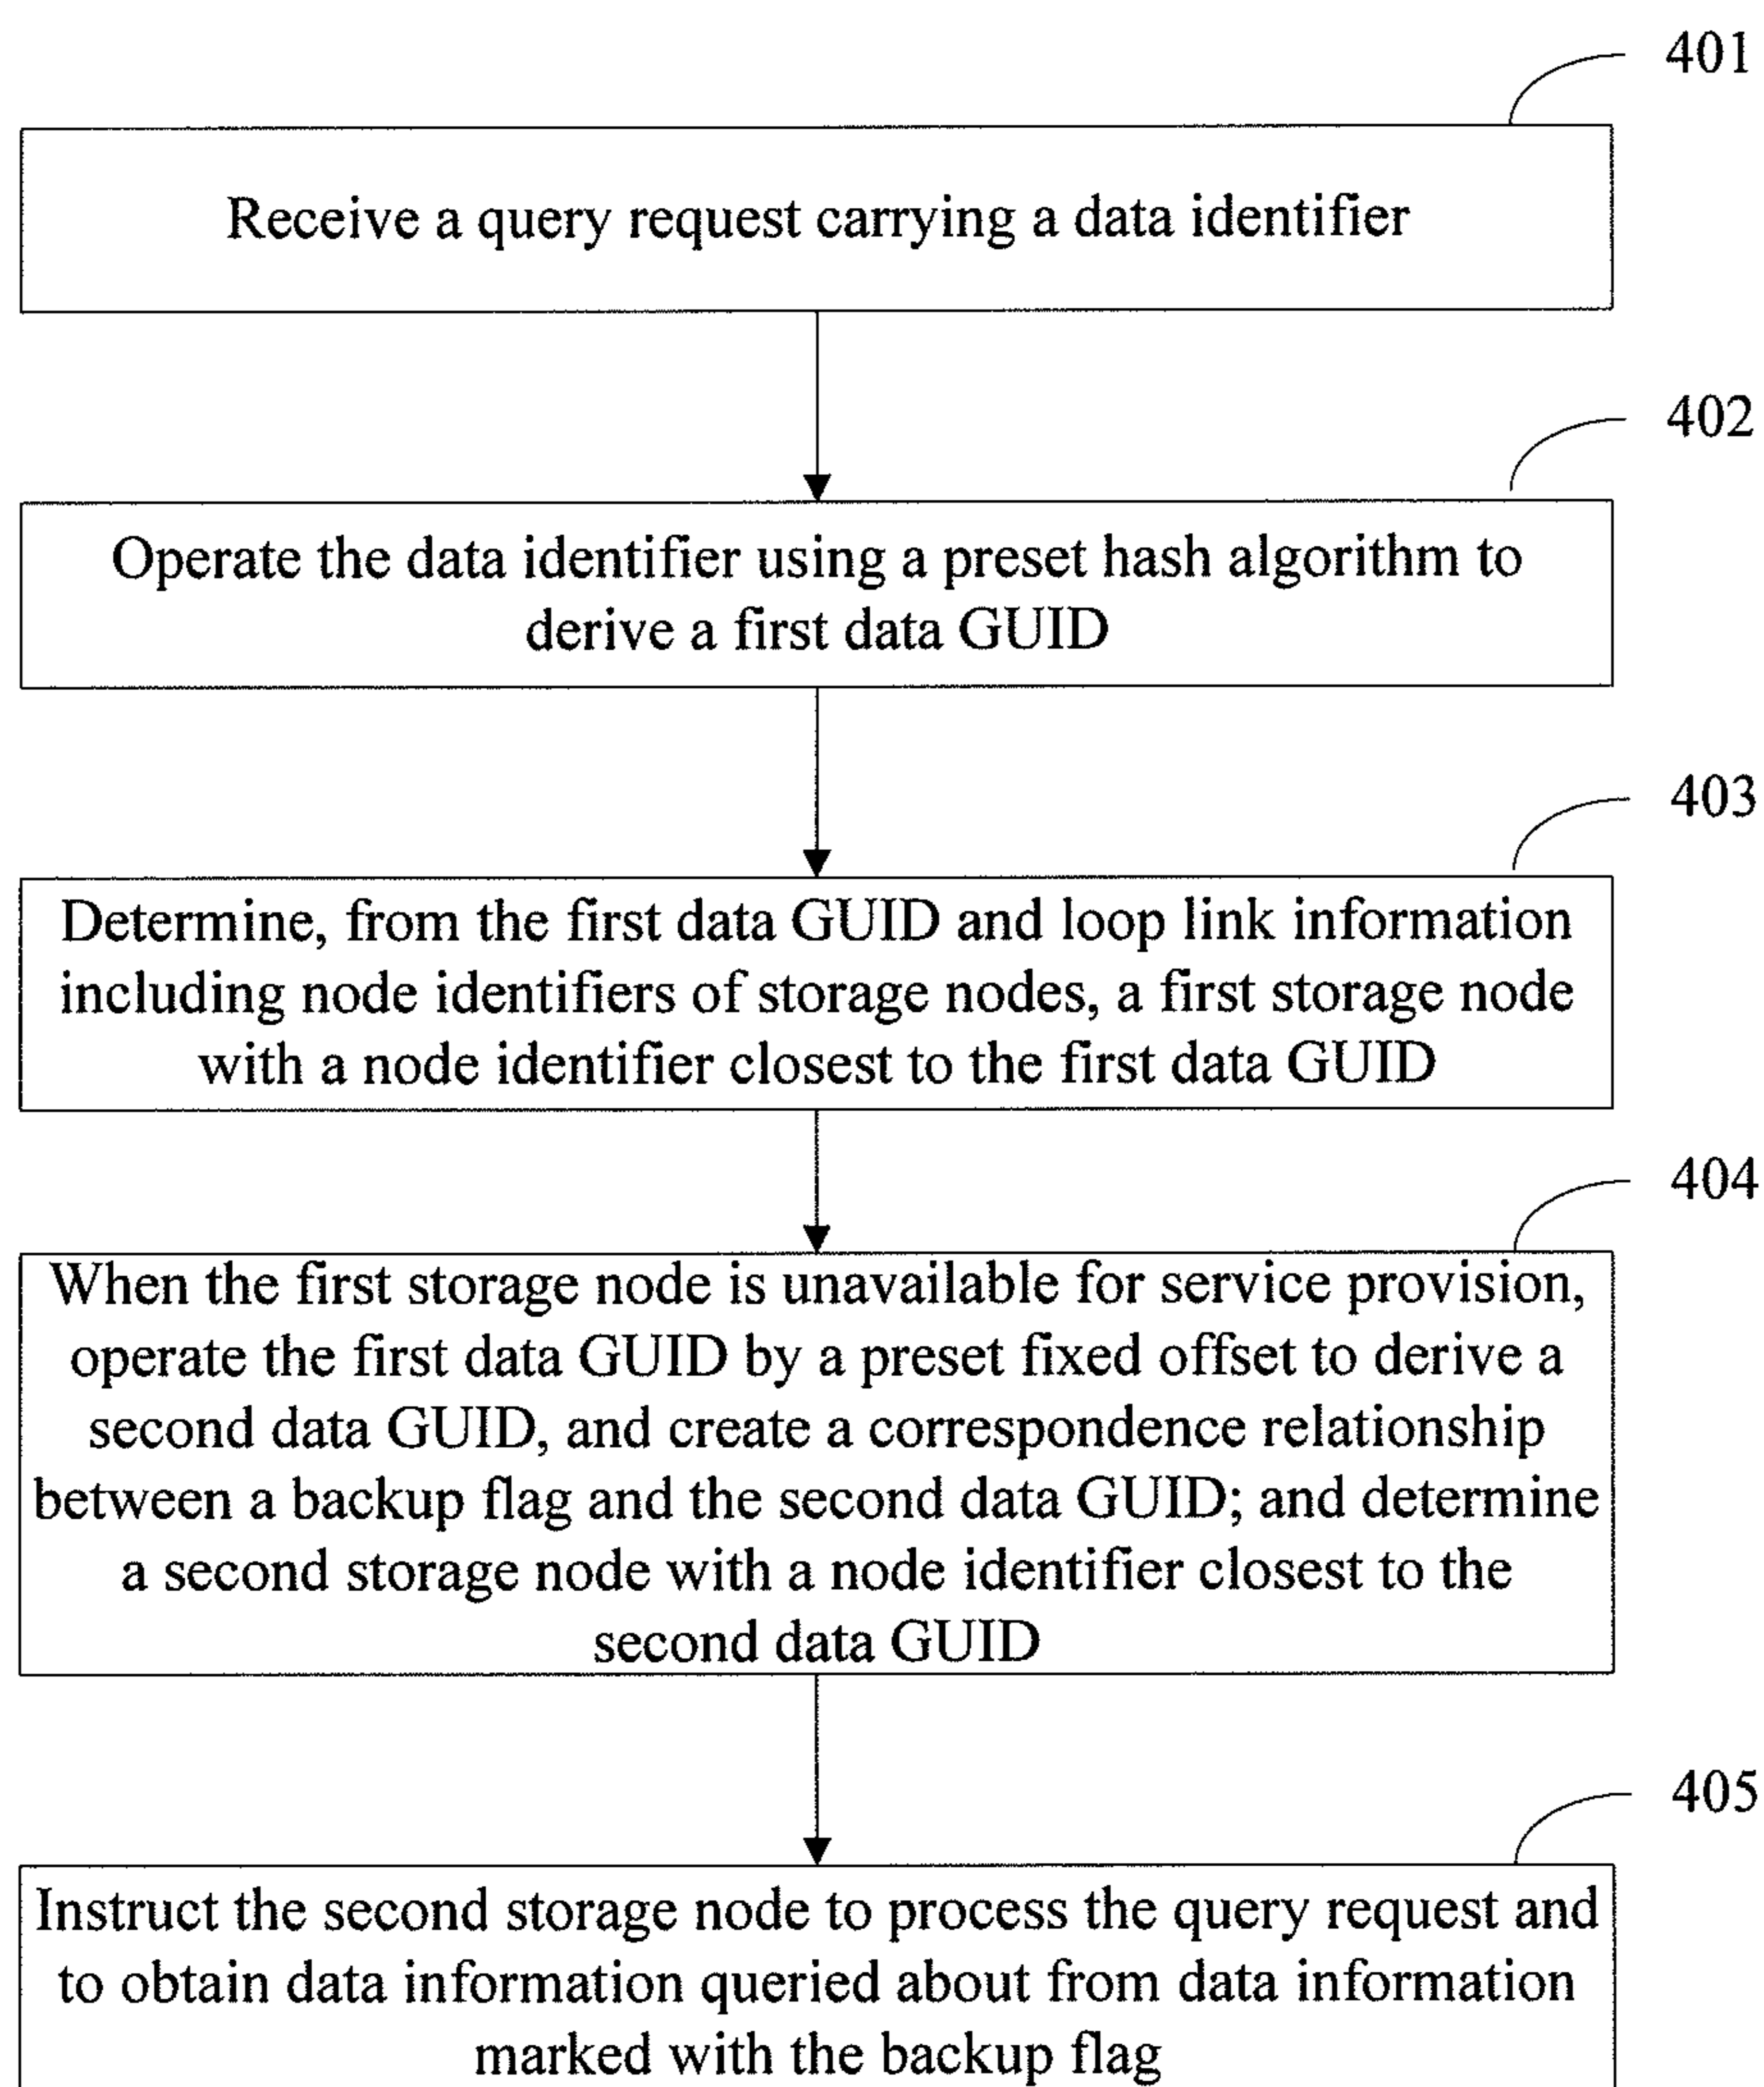 401
Receive a query request carrying a data identifier
402
Operate the data identifier using a preset hash algorithm to
derive a first data GUID
403
Determine, from the first data GUID and loop link information
including node identifiers of storage nodes, a first storage node
with a node identifier closest to the first data GUID
404
When the first storage node is unavailable for service provision,
operate the first data GUID by a preset fixed offset to derive a
second data GUID, and create a correspondence relationship
between a backup flag and the second data GUID; and determine
a second storage node with a node identifier closest to the
second data GUID
405
Instruct the second storage node to process the query request and
to obtain data information queried about from data information
marked with the backup flag